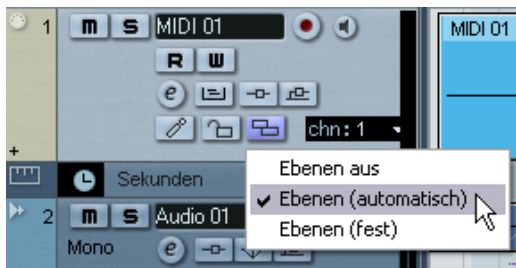 1 m S MIDI 01
MIDI 01
R W
e
chn: 1
+
Ebenen aus
L Sekunden
✓ Ebenen (automatisch)
2 m S Audio 01
Ebenen (fest)
Mono e